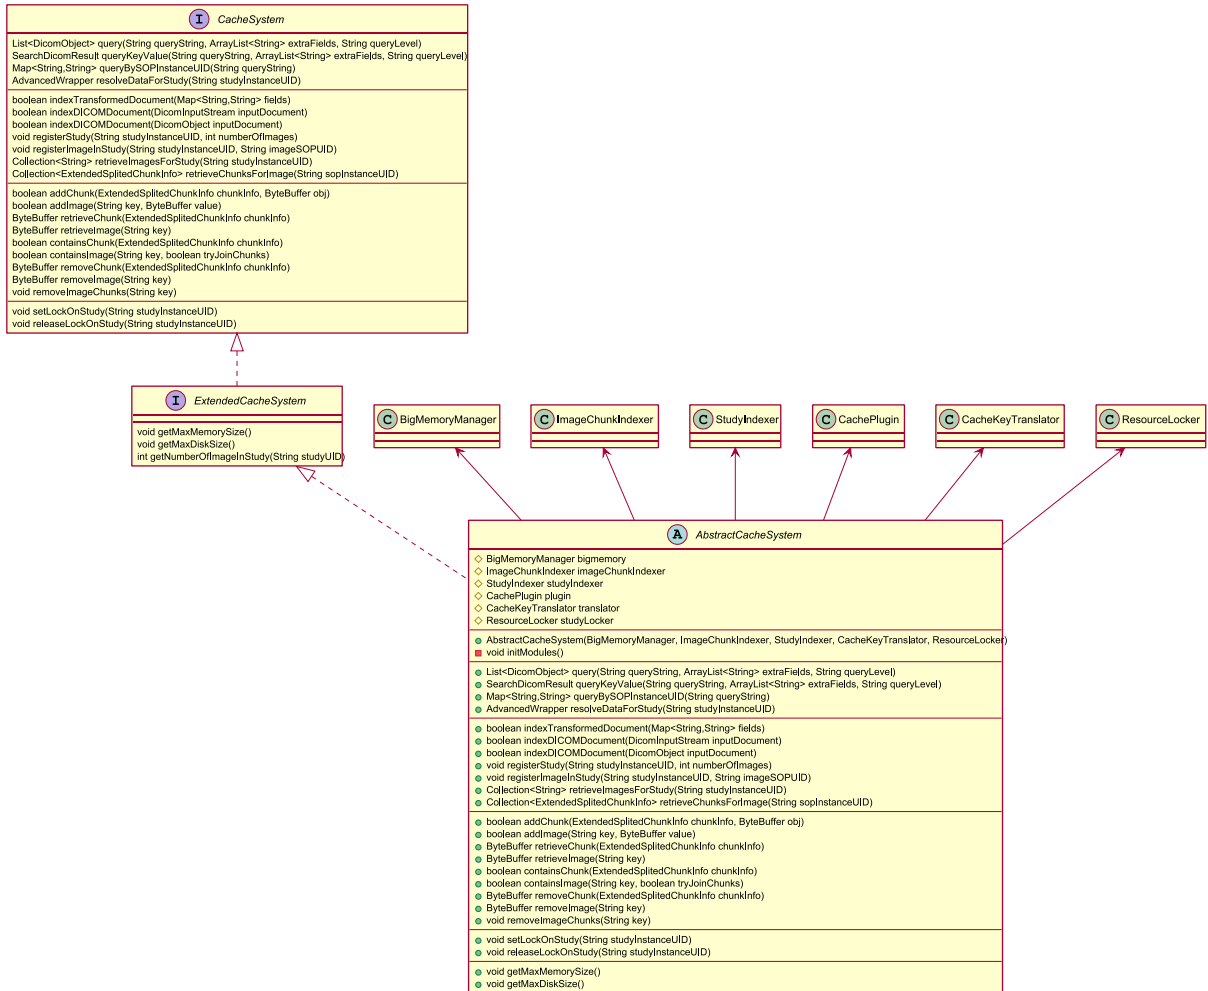 I CacheSystem
List<DicomObject> query(String queryString, ArrayList<String> extraFields, String queryLevel)
SearchDicomResult queryKeyValue(String queryString, ArrayList<String> extraFields, String queryLevel)
Map<String,String> queryBySOPInstanceUID(String queryString)
AdvancedWrapper resolveDataForStudy(String studyInstanceUID)
boolean indexTransformedDocument(Map<String,String> fields)
boolean indexDICOMDocument(DicomInputStream inputDocument)
boolean indexDICOMDocument(DicomObject inputDocument)
void registerStudy(String studyInstanceUID, int numberOfImages)
void registerImageInStudy(String studyInstanceUID, String imageSOPUID)
Collection<String> retrieveImagesForStudy(String studyInstanceUID)
Collection<ExtendedSplitedChunkInfo> retrieveChunksForImage(String sopInstanceUID)
boolean addChunk(ExtendedSplitedChunkInfo chunkInfo, ByteBuffer obj)
boolean addImage(String key, ByteBuffer value)
ByteBuffer retrieveChunk(ExtendedSplitedChunkInfo chunkInfo)
ByteBuffer retrieveImage(String key)
boolean containsChunk(ExtendedSplitedChunkInfo chunkInfo)
boolean containsImage(String key, boolean tryJoinChunks)
ByteBuffer removeChunk(ExtendedSplitedChunkInfo chunkInfo)
ByteBuffer removeImage(String key)
void removeImageChunks(String key)
void setLockOnStudy(String studyInstanceUID)
void releaseLockOnStudy(String studyInstanceUID)
I ExtendedCacheSystem
void getMaxMemorySize()
void getMaxDiskSize()
int getNumberOfImageInStudy(String studyUID)
C BigMemoryManager
C ImageChunkIndexer
C StudyIndexer
C CachePlugin
C CacheKeyTranslator
C ResourceLocker
A AbstractCacheSystem
BigMemoryManager bigmemory
ImageChunkIndexer imageChunkIndexer
StudyIndexer studyIndexer
CachePlugin plugin
CacheKeyTranslator translator
ResourceLocker studyLocker
AbstractCacheSystem(BigMemoryManager, ImageChunkIndexer, StudyIndexer, CacheKeyTranslator, ResourceLocker)
void initModules()
List<DicomObject> query(String queryString, ArrayList<String> extraFields, String queryLevel)
SearchDicomResult queryKeyValue(String queryString, ArrayList<String> extraFields, String queryLevel)
Map<String,String> queryBySOPInstanceUID(String queryString)
AdvancedWrapper resolveDataForStudy(String studyInstanceUID)
boolean indexTransformedDocument(Map<String,String> fields)
boolean indexDICOMDocument(DicomInputStream inputDocument)
boolean indexDICOMDocument(DicomObject inputDocument)
void registerStudy(String studyInstanceUID, int numberOfImages)
void registerImageInStudy(String studyInstanceUID, String imageSOPUID)
Collection<String> retrieveImagesForStudy(String studyInstanceUID)
Collection<ExtendedSplitedChunkInfo> retrieveChunksForImage(String sopInstanceUID)
boolean addChunk(ExtendedSplitedChunkInfo chunkInfo, ByteBuffer obj)
boolean addImage(String key, ByteBuffer value)
ByteBuffer retrieveChunk(ExtendedSplitedChunkInfo chunkInfo)
ByteBuffer retrieveImage(String key)
boolean containsChunk(ExtendedSplitedChunkInfo chunkInfo)
boolean containsImage(String key, boolean tryJoinChunks)
ByteBuffer removeChunk(ExtendedSplitedChunkInfo chunkInfo)
ByteBuffer removeImage(String key)
void removeImageChunks(String key)
void setLockOnStudy(String studyInstanceUID)
void releaseLockOnStudy(String studyInstanceUID)
void getMaxMemorySize()
void getMaxDiskSize()